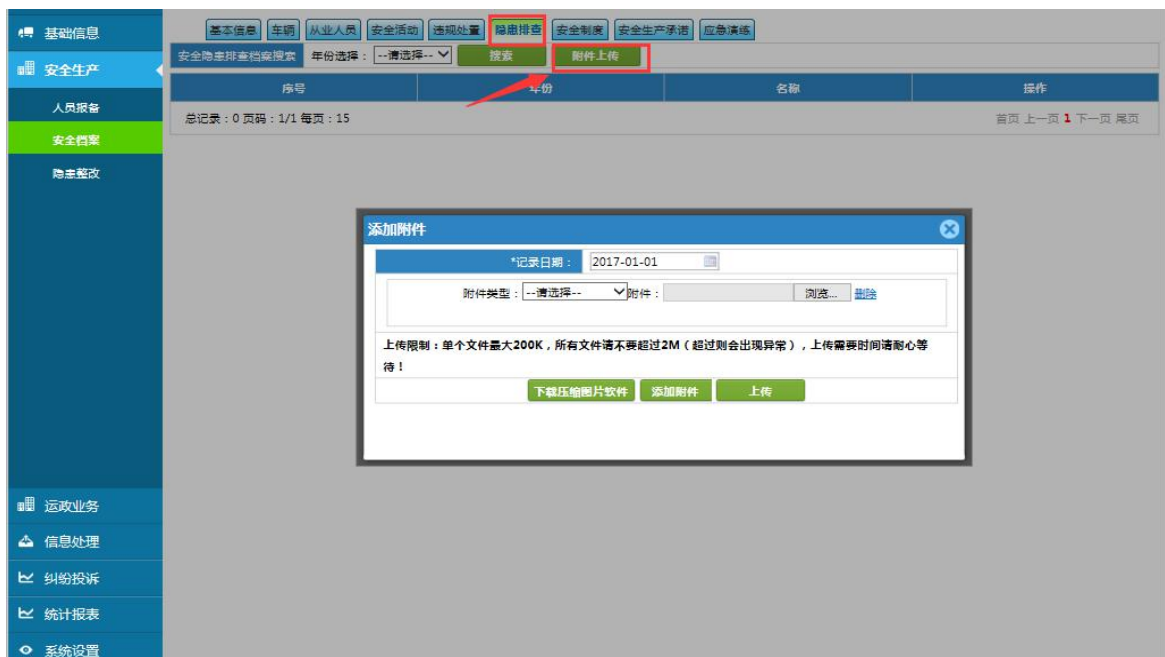 基础信息
安全生产
人员报备
安全档案
隐患整改
运政业务
信息处理
纠纷投诉
统计报表
系统设置
基本信息 车辆 从业人员 安全活动 违规处置 隐患排查 安全制度 安全生产承诺 应急演练
安全隐患排查档案搜索 年份选择： --请选择-- 搜索 附件上传
序号 年份 名称 操作
总记录：0 页码：1/1 每页：15 首页 上一页 1 下一页 尾页
添加附件
*记录日期： 2017-01-01
附件类型： --请选择-- 附件： 浏览... 删除
上传限制：单个文件最大200K，所有文件请不要超过2M（超过则会出现异常），上传需要时间请耐心等
待！
下载压缩图片软件 添加附件 上传